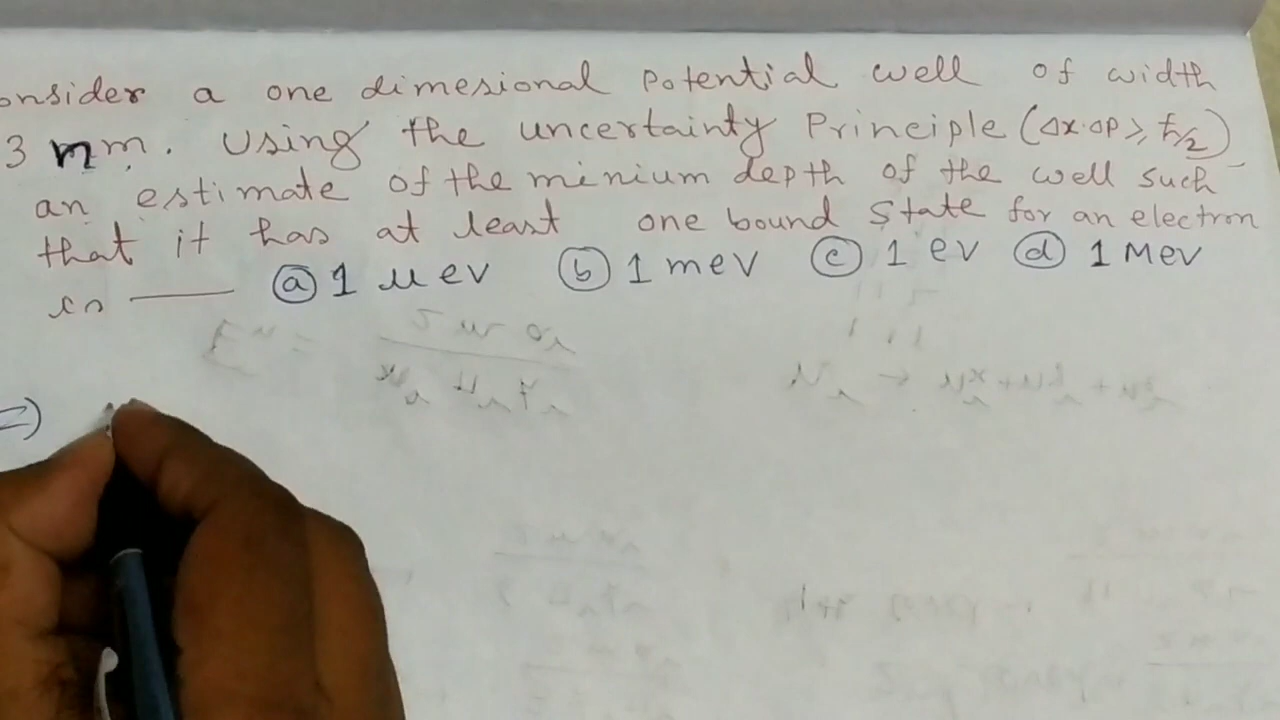 onsider a one dimesional Potential well of width
3 nm. Using the uncertainty Principle (Δx.ΔP ≥ ħ/2)
an estimate of the minium depth of the well such
that it has at least one bound state for an electron
is ___ (a) 1 μev (b) 1 mev (c) 1 ev (d) 1 Mev
=)